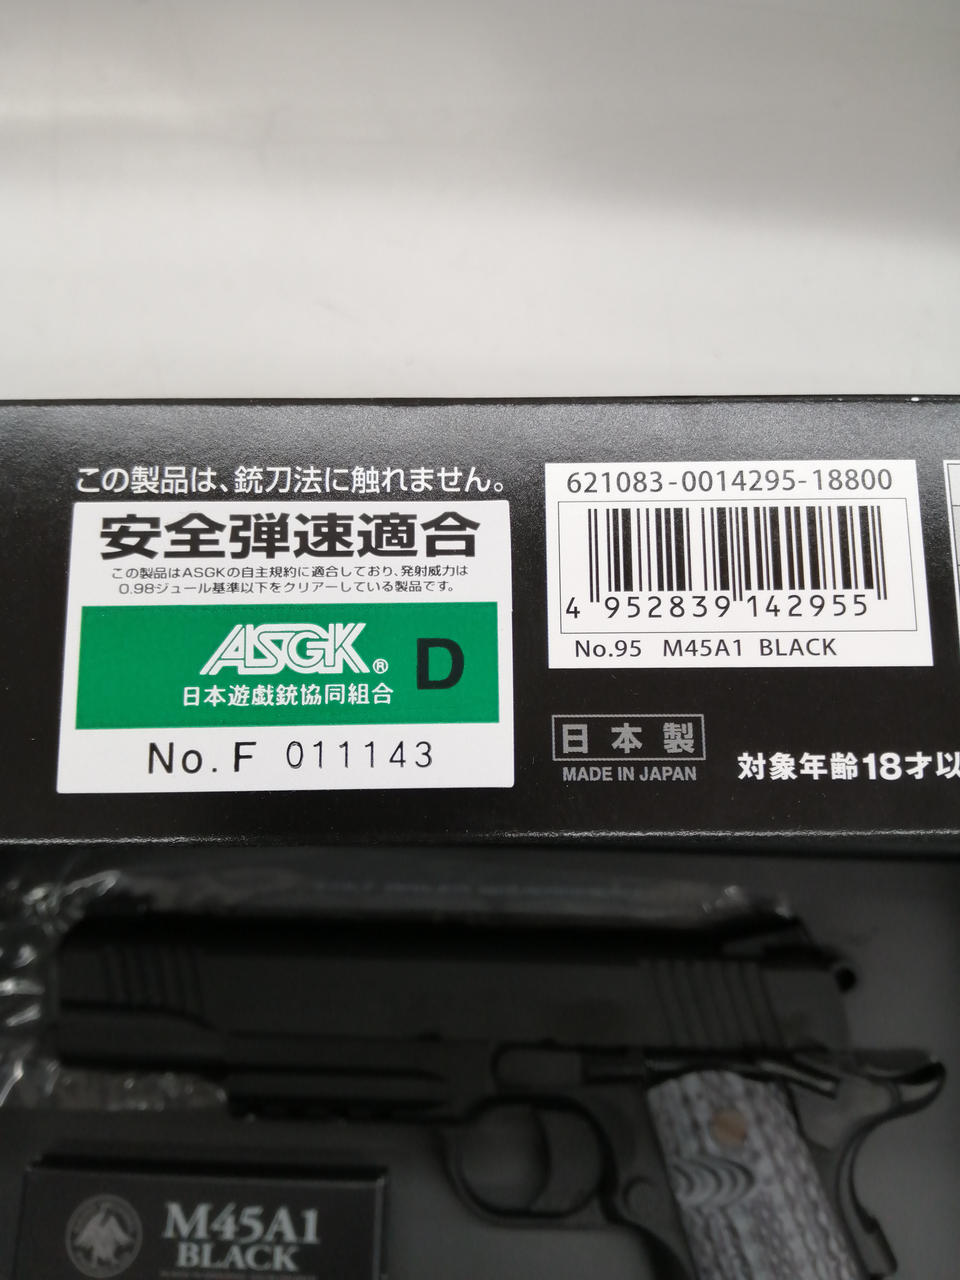 この製品は、銃刀法に触れません。
安全弾速適合
この製品はASGKの自主規約に適合しており、発射威力は
0.98ジュール基準以下をクリアーしている製品です。
ASGK® D
日本遊戯銃協同組合
No. F 011143
621083-0014295-18800
4 952839 142955
No.95 M45A1 BLACK
日本製
MADE IN JAPAN
対象年齢18才以
M45A1
BLACK